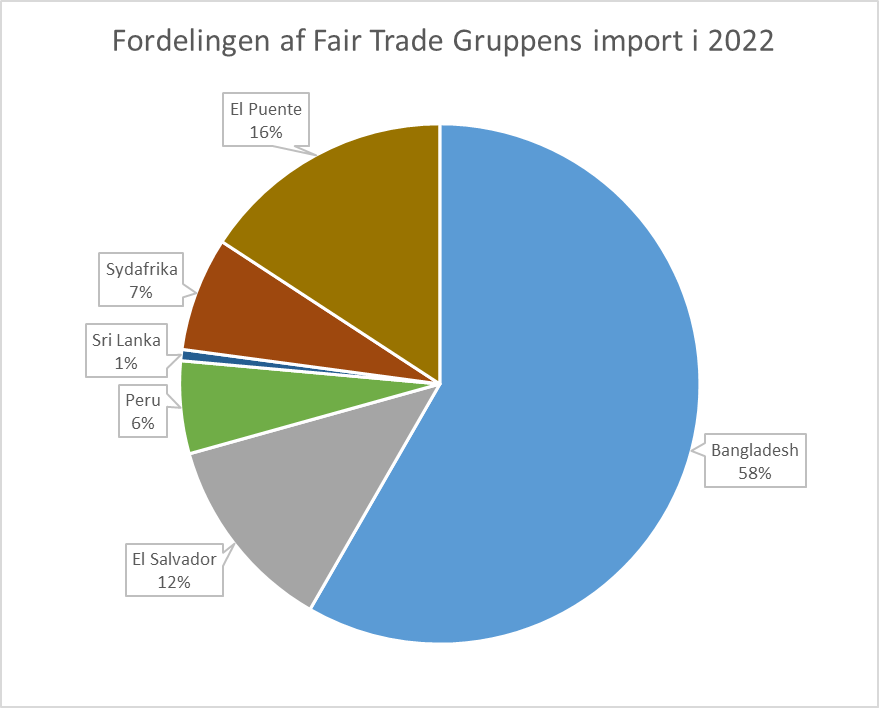 Fordelingen af Fair Trade Gruppens import i 2022
El Puente
16%
Sydafrika
7%
Sri Lanka
1%
Peru
6%
Bangladesh
58%
El Salvador
12%